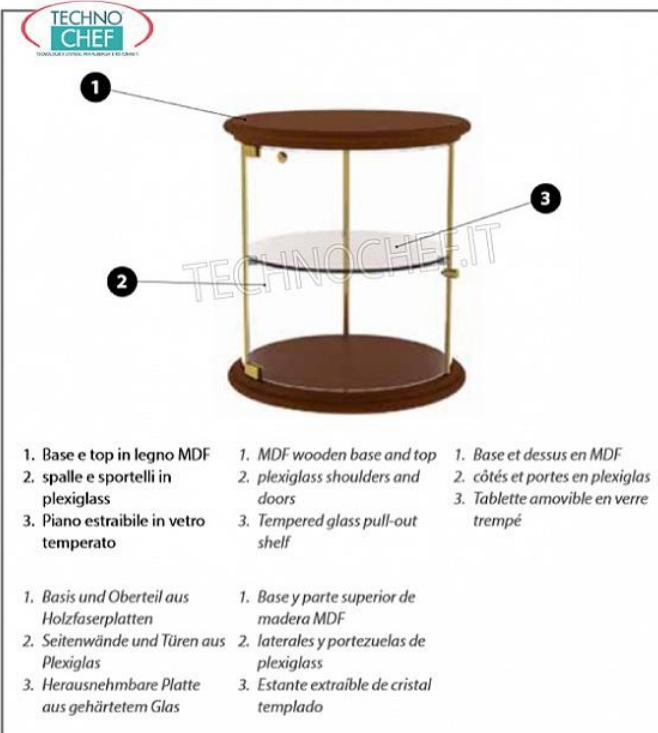 TECHNO
CHEF
1
3
TECHNOCHEF.IT
2
1. Base e top in legno MDF
2. spalle e sportelli in
plexiglass
3. Piano estraibile in vetro
temperato
1. MDF wooden base and top
2. plexiglass shoulders and
doors
3. Tempered glass pull-out
shelf
1. Base et dessus en MDF
2. côtés et portes en plexiglas
3. Tablette amovible en verre
trempé
1. Basis und Oberteil aus
Holzfaserplatten
2. Seitenwände und Türen aus
Plexiglas
3. Herausnehmbare Platte
aus gehärtetem Glas
1. Base y parte superior de
madera MDF
2. laterales y portezuelas de
plexiglass
3. Estante extraíble de cristal
templado